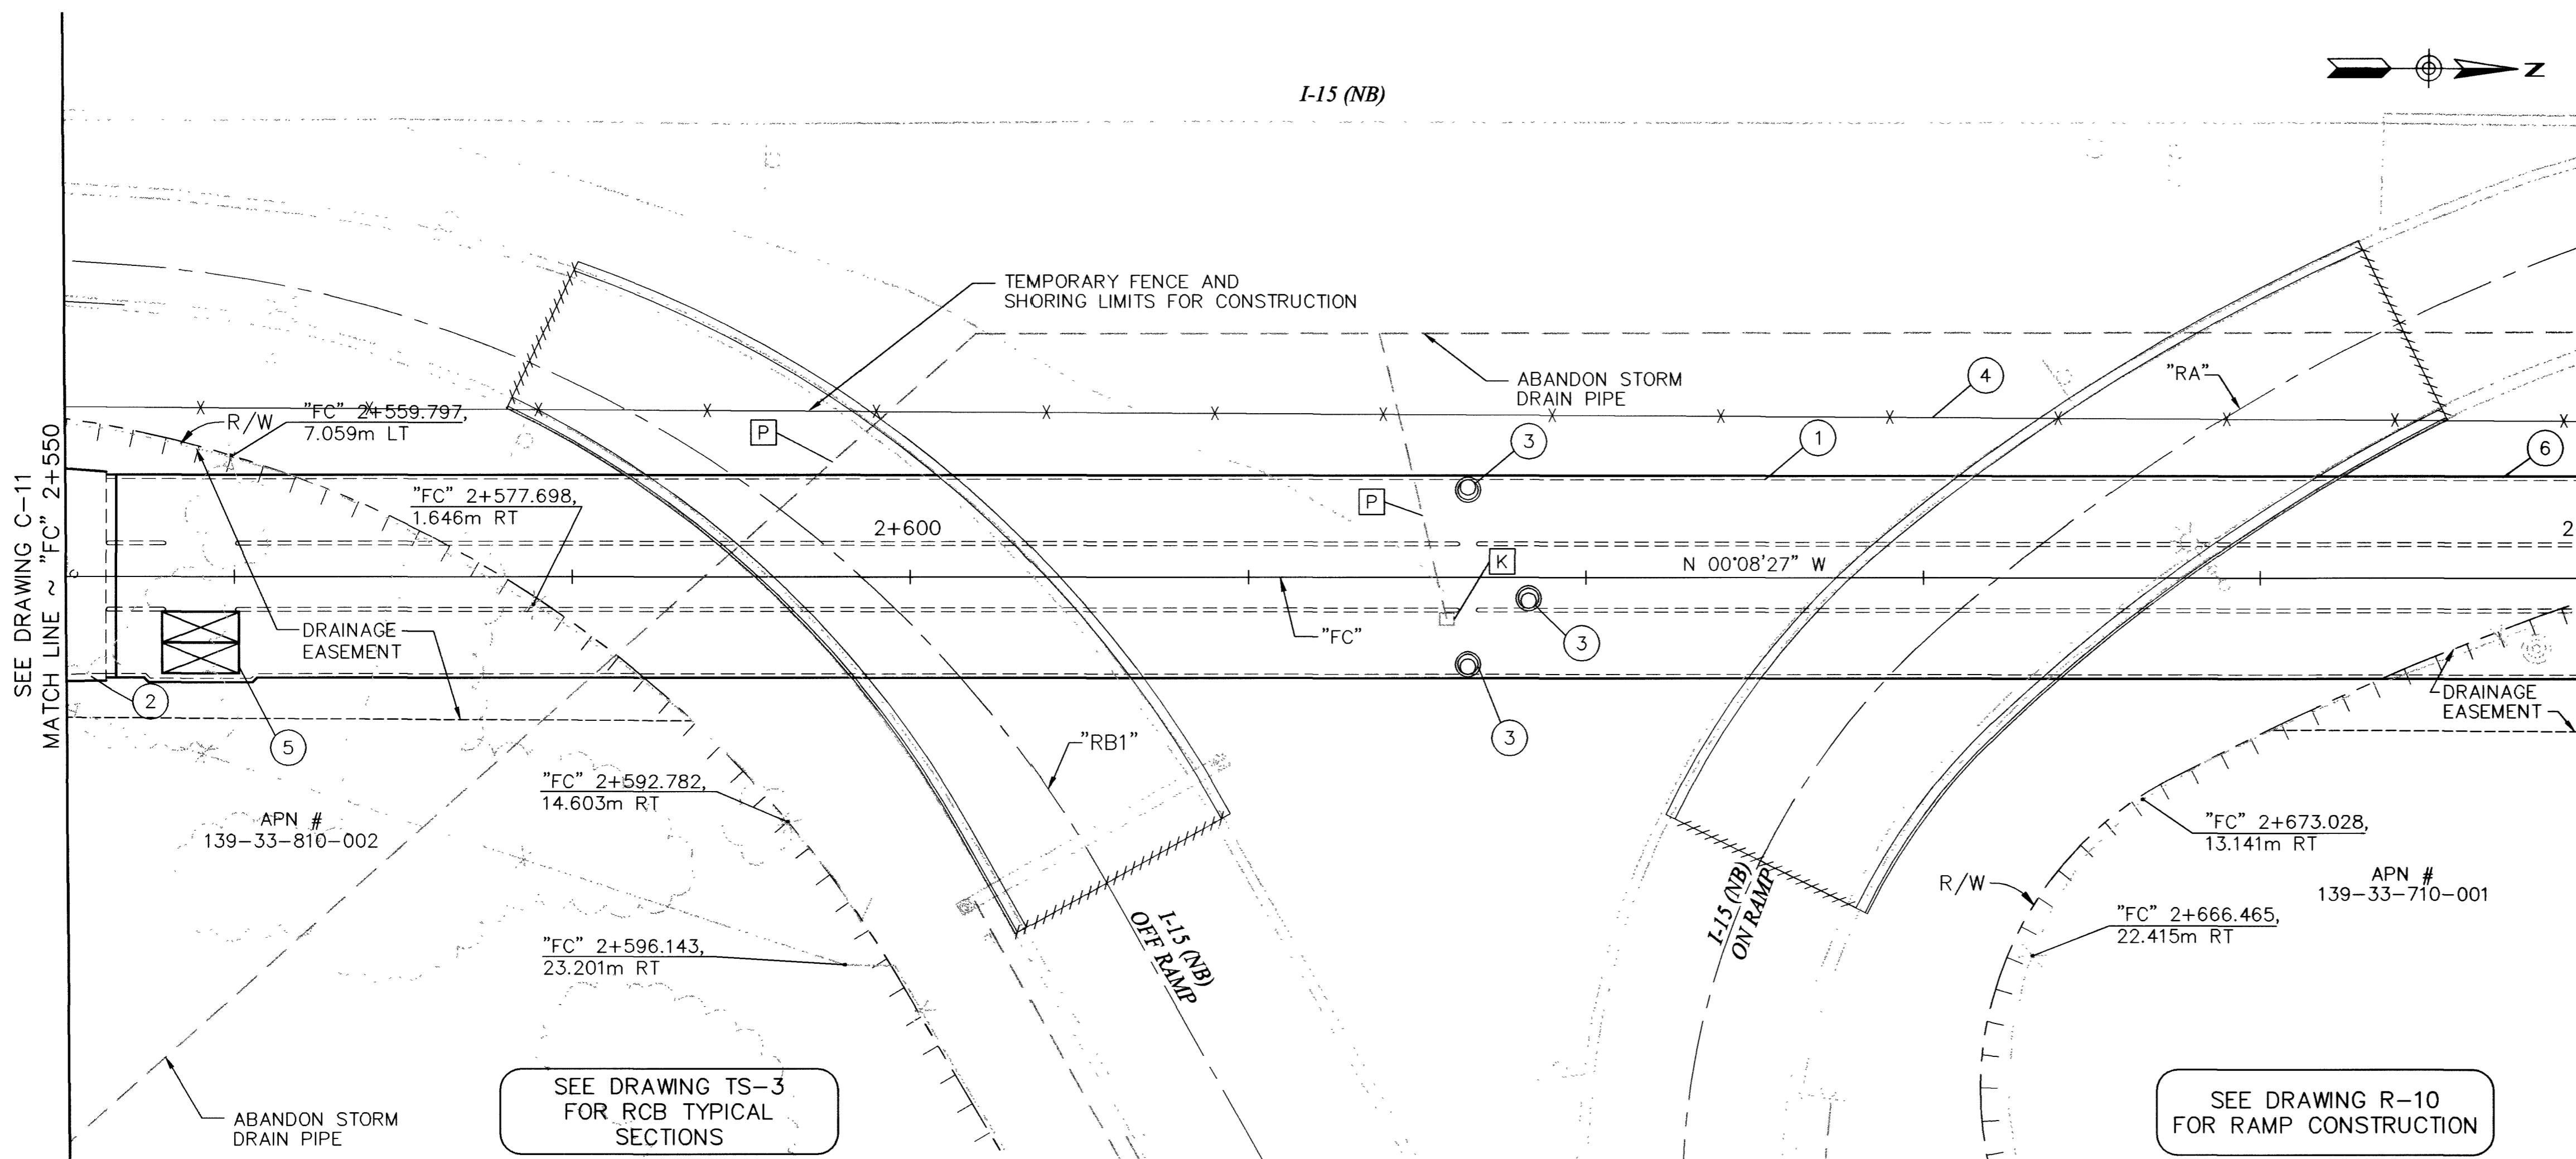 I-15 (NB)
N
TEMPORARY FENCE AND
SHORING LIMITS FOR CONSTRUCTION
ABANDON STORM
DRAIN PIPE
"RA"
4
R/W
"FC" 2+559.797,
7.059m LT
P
3
1
6
SEE DRAWING C-11
MATCH LINE ~ "FC" 2+550
"FC" 2+577.698,
1.646m RT
P
2+600
K
N 00°08'27" W
2
DRAINAGE
EASEMENT
"FC"
3
2
5
3
"RB1"
DRAINAGE
EASEMENT
"FC" 2+592.782,
14.603m RT
APN #
139-33-810-002
"FC" 2+673.028,
13.141m RT
R/W
APN #
139-33-710-001
"FC" 2+596.143,
23.201m RT
I-15 (NB)
OFF RAMP
I-15 (NB)
ON RAMP
"FC" 2+666.465,
22.415m RT
ABANDON STORM
DRAIN PIPE
SEE DRAWING TS-3
FOR RCB TYPICAL
SECTIONS
SEE DRAWING R-10
FOR RAMP CONSTRUCTION